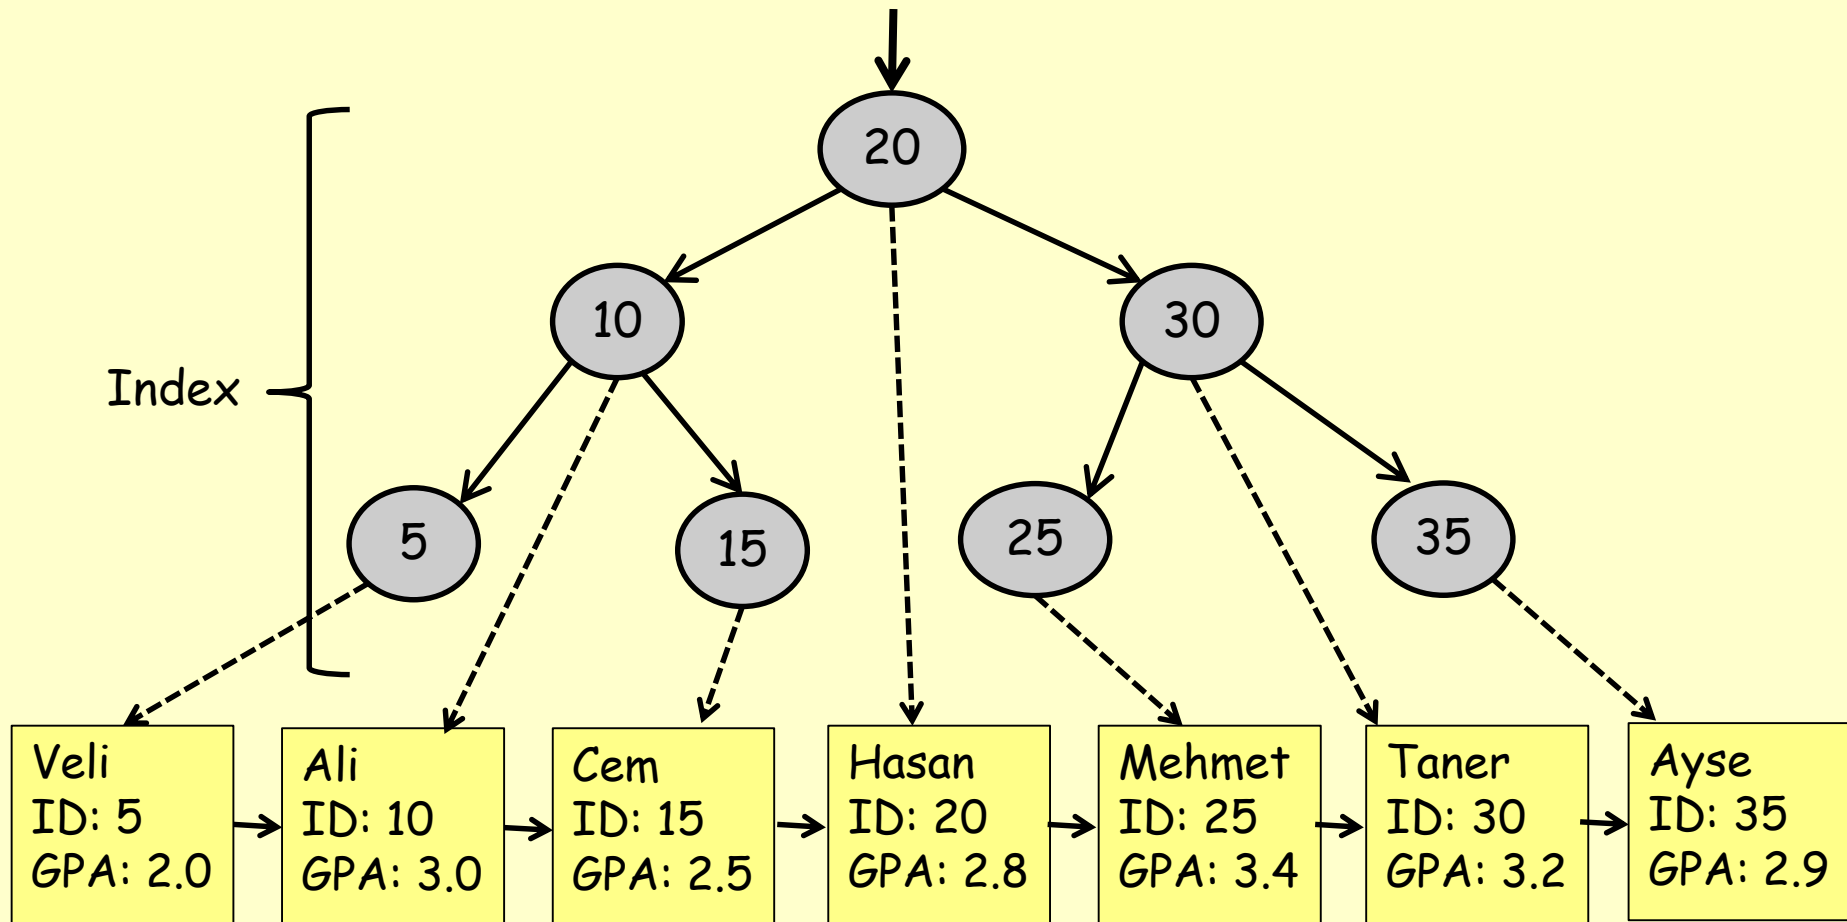 20
10
30
Index
5
15
25
35
Veli
ID: 5
GPA: 2.0
Ali
ID: 10
GPA: 3.0
Cem
ID: 15
GPA: 2.5
Hasan
ID: 20
GPA: 2.8
Mehmet
ID: 25
GPA: 3.4
Taner
ID: 30
GPA: 3.2
Ayse
ID: 35
GPA: 2.9